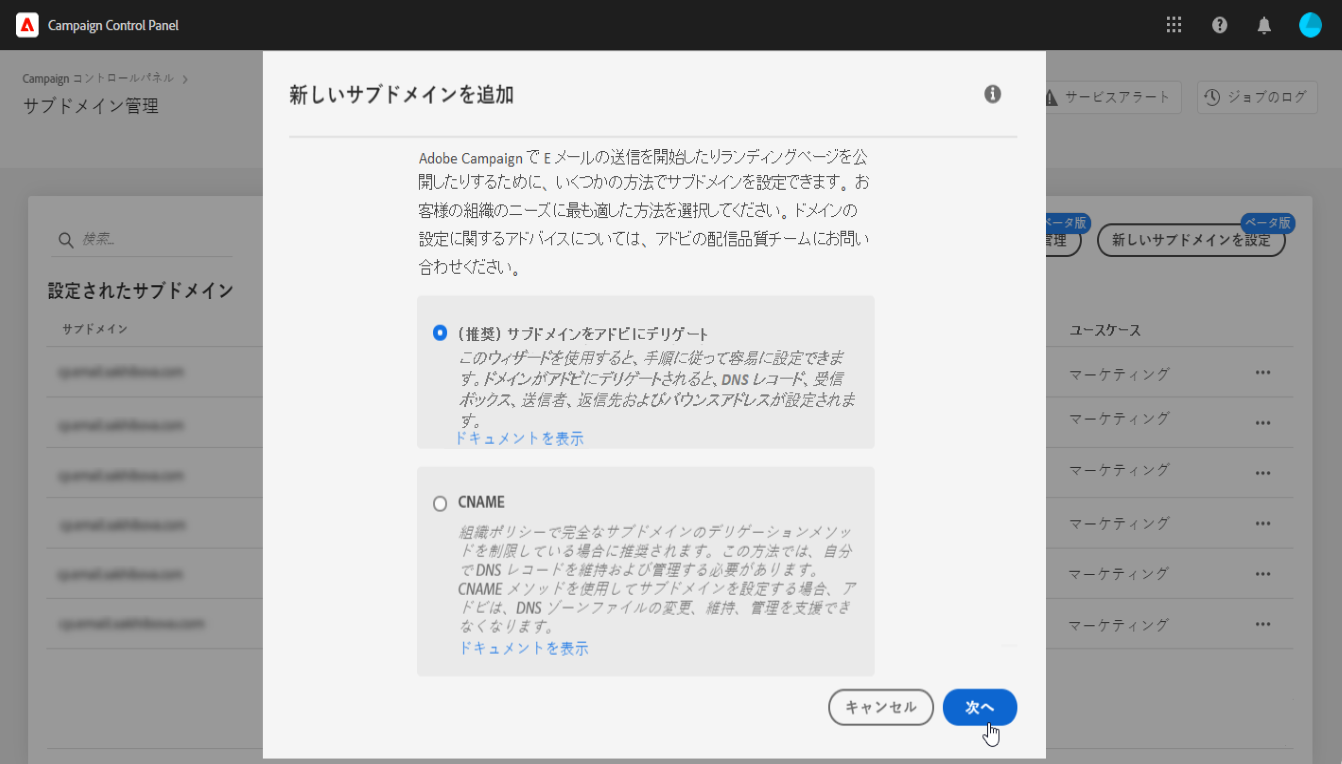 Campaign Control Panel
Campaign コントロールパネル
サブドメイン管理
サービスアラート
ジョブのログ
新しいサブドメインを追加
Adobe Campaign で E メールの送信を開始したりランディングページを公
開したりするために、いくつかの方法でサブドメインを設定できます。お
客様の組織のニーズに最も適した方法を選択してください。ドメインの
設定に関するアドバイスについては、アドビの配信品質チームにお問い
合わせください。
検索...
ータ版
管理
ベータ版
新しいサブドメインを設定
設定されたサブドメイン
サブドメイン
ユースケース
(推奨) サブドメインをアドビにデリゲート
このウィザードを使用すると、手順に従って容易に設定できま
す。ドメインがアドビにデリゲートされると、DNS レコード、受信
ボックス、送信者、返信先およびバウンスアドレスが設定されま
す。
ドキュメントを表示
CNAME
組織ポリシーで完全なサブドメインのデリゲーションメソッ
ドを制限している場合に推奨されます。この方法では、自分
でDNS レコードを維持および管理する必要があります。
CNAME メソッドを使用してサブドメインを設定する場合、ア
ドビは、DNS ゾーンファイルの変更、維持、管理を支援でき
なくなります。
ドキュメントを表示
マーケティング
マーケティング
マーケティング
マーケティング
マーケティング
マーケティング
キャンセル
次へ